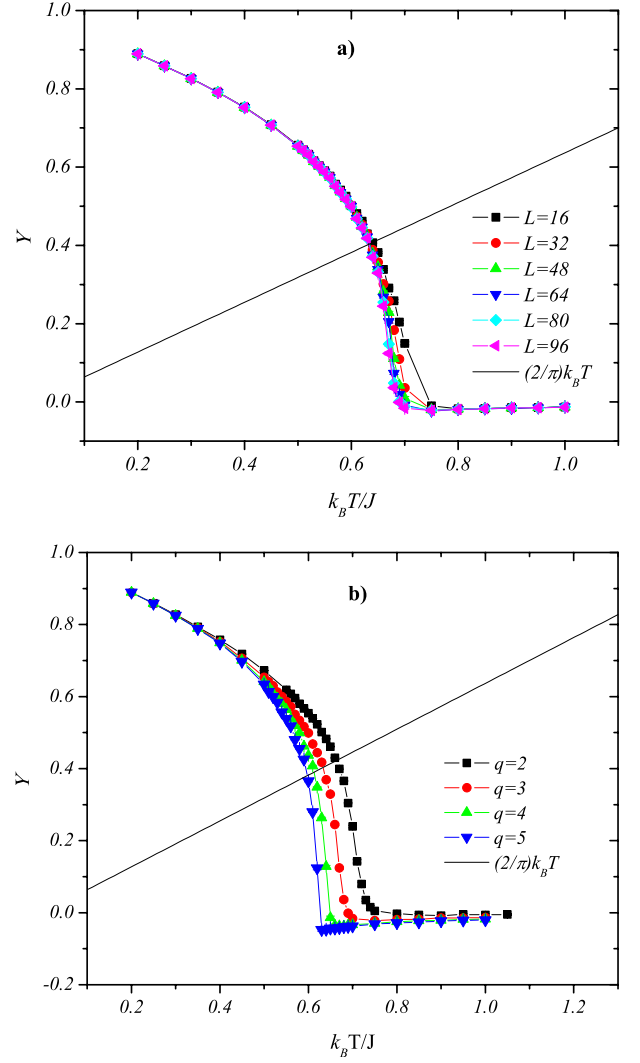 a)
1.0
0.8
0.6
0.4
0.2
0.0
Y
L=16
L=32
L=48
L=64
L=80
L=96
(2/π)k_BT
0.2 0.4 0.6 0.8 1.0
k_BT/J
b)
1.0
0.8
0.6
0.4
0.2
0.0
-0.2
Y
q=2
q=3
q=4
q=5
(2/π)k_BT
0.2 0.4 0.6 0.8 1.0 1.2
k_BT/J